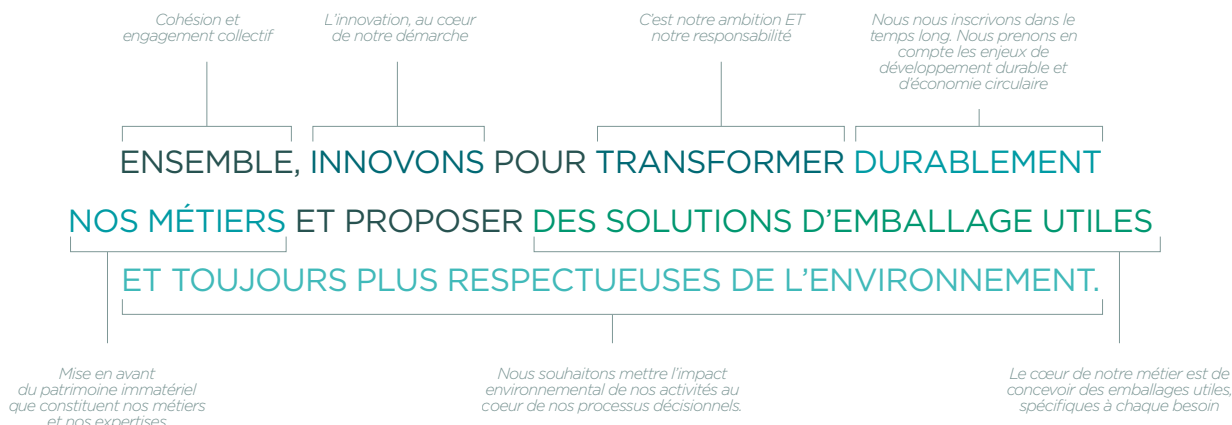 Cohésion et
engagement collectif
L'innovation, au cœur
de notre démarche
C'est notre ambition ET
notre responsabilité
Nous nous inscrivons dans le
temps long. Nous prenons en
compte les enjeux de
développement durable et
d'économie circulaire
ENSEMBLE, INNOVONS POUR TRANSFORMER DURABLEMENT
NOS MÉTIERS ET PROPOSER DES SOLUTIONS D'EMBALLAGE UTILES
ET TOUJOURS PLUS RESPECTUEUSES DE L'ENVIRONNEMENT.
Mise en avant
du patrimoine immatériel
que constituent nos métiers
et nos expertises
Nous souhaitons mettre l'impact
environnemental de nos activités au
coeur de nos processus décisionnels.
Le cœur de notre métier est de
concevoir des emballages utiles,
spécifiques à chaque besoin